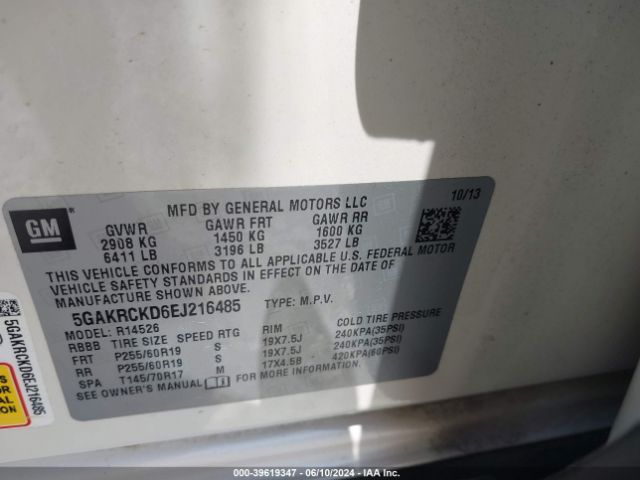 GM
MFD BY GENERAL MOTORS LLC
10/13
GVWR GAWR FRT GAWR RR
2908 KG 1450 KG 1600 KG
6411 LB 3196 LB 3527 LB
THIS VEHICLE CONFORMS TO ALL APPLICABLE U.S. FEDERAL MOTOR
VEHICLE SAFETY STANDARDS IN EFFECT ON THE DATE OF
MANUFACTURE SHOWN ABOVE.
5GAKRCKD6EJ216485 TYPE: M.P.V.
MODEL: R14526
RBBB TIRE SIZE SPEED RTG RIM COLD TIRE PRESSURE
FRT P255/60R19 S 19X7.5J 240KPA(35PSI)
RR P255/60R19 S 19X7.5J 240KPA(35PSI)
SPA T145/70R17 M 17X4.5B 420KPA(60PSI)
SEE OWNER'S MANUAL FOR ADDITIONAL INFORMATION.
5GAKRCKD6EJ216485
000-39619347 - 06/10/2024 - IAA Inc.